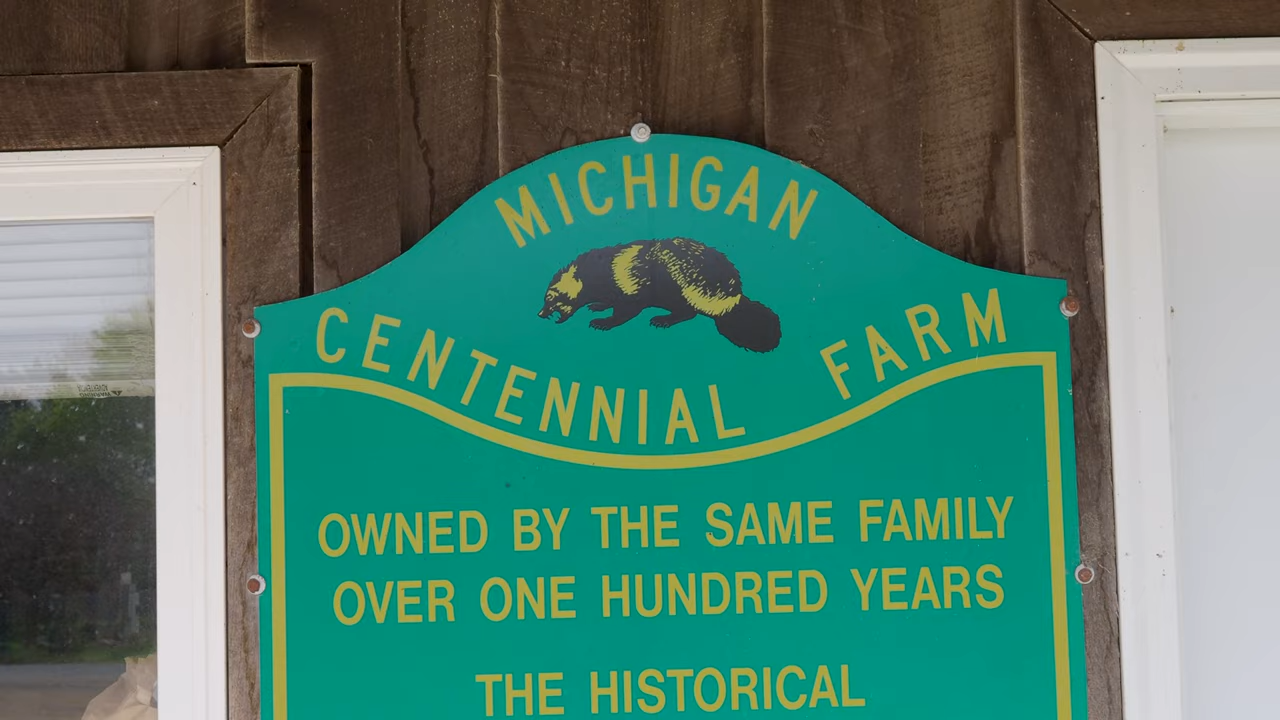 MICHIGAN
CENTENNIAL FARM
OWNED BY THE SAME FAMILY
OVER ONE HUNDRED YEARS
THE HISTORICAL